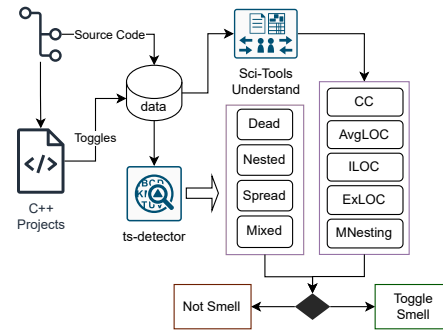 Source Code
Sci-Tools
Understand
data
Toggles
</>
C++
Projects
ts-detector
Dead
Nested
Spread
Mixed
CC
AvgLOC
ILOC
ExLOC
MNesting
Not Smell
Toggle
Smell